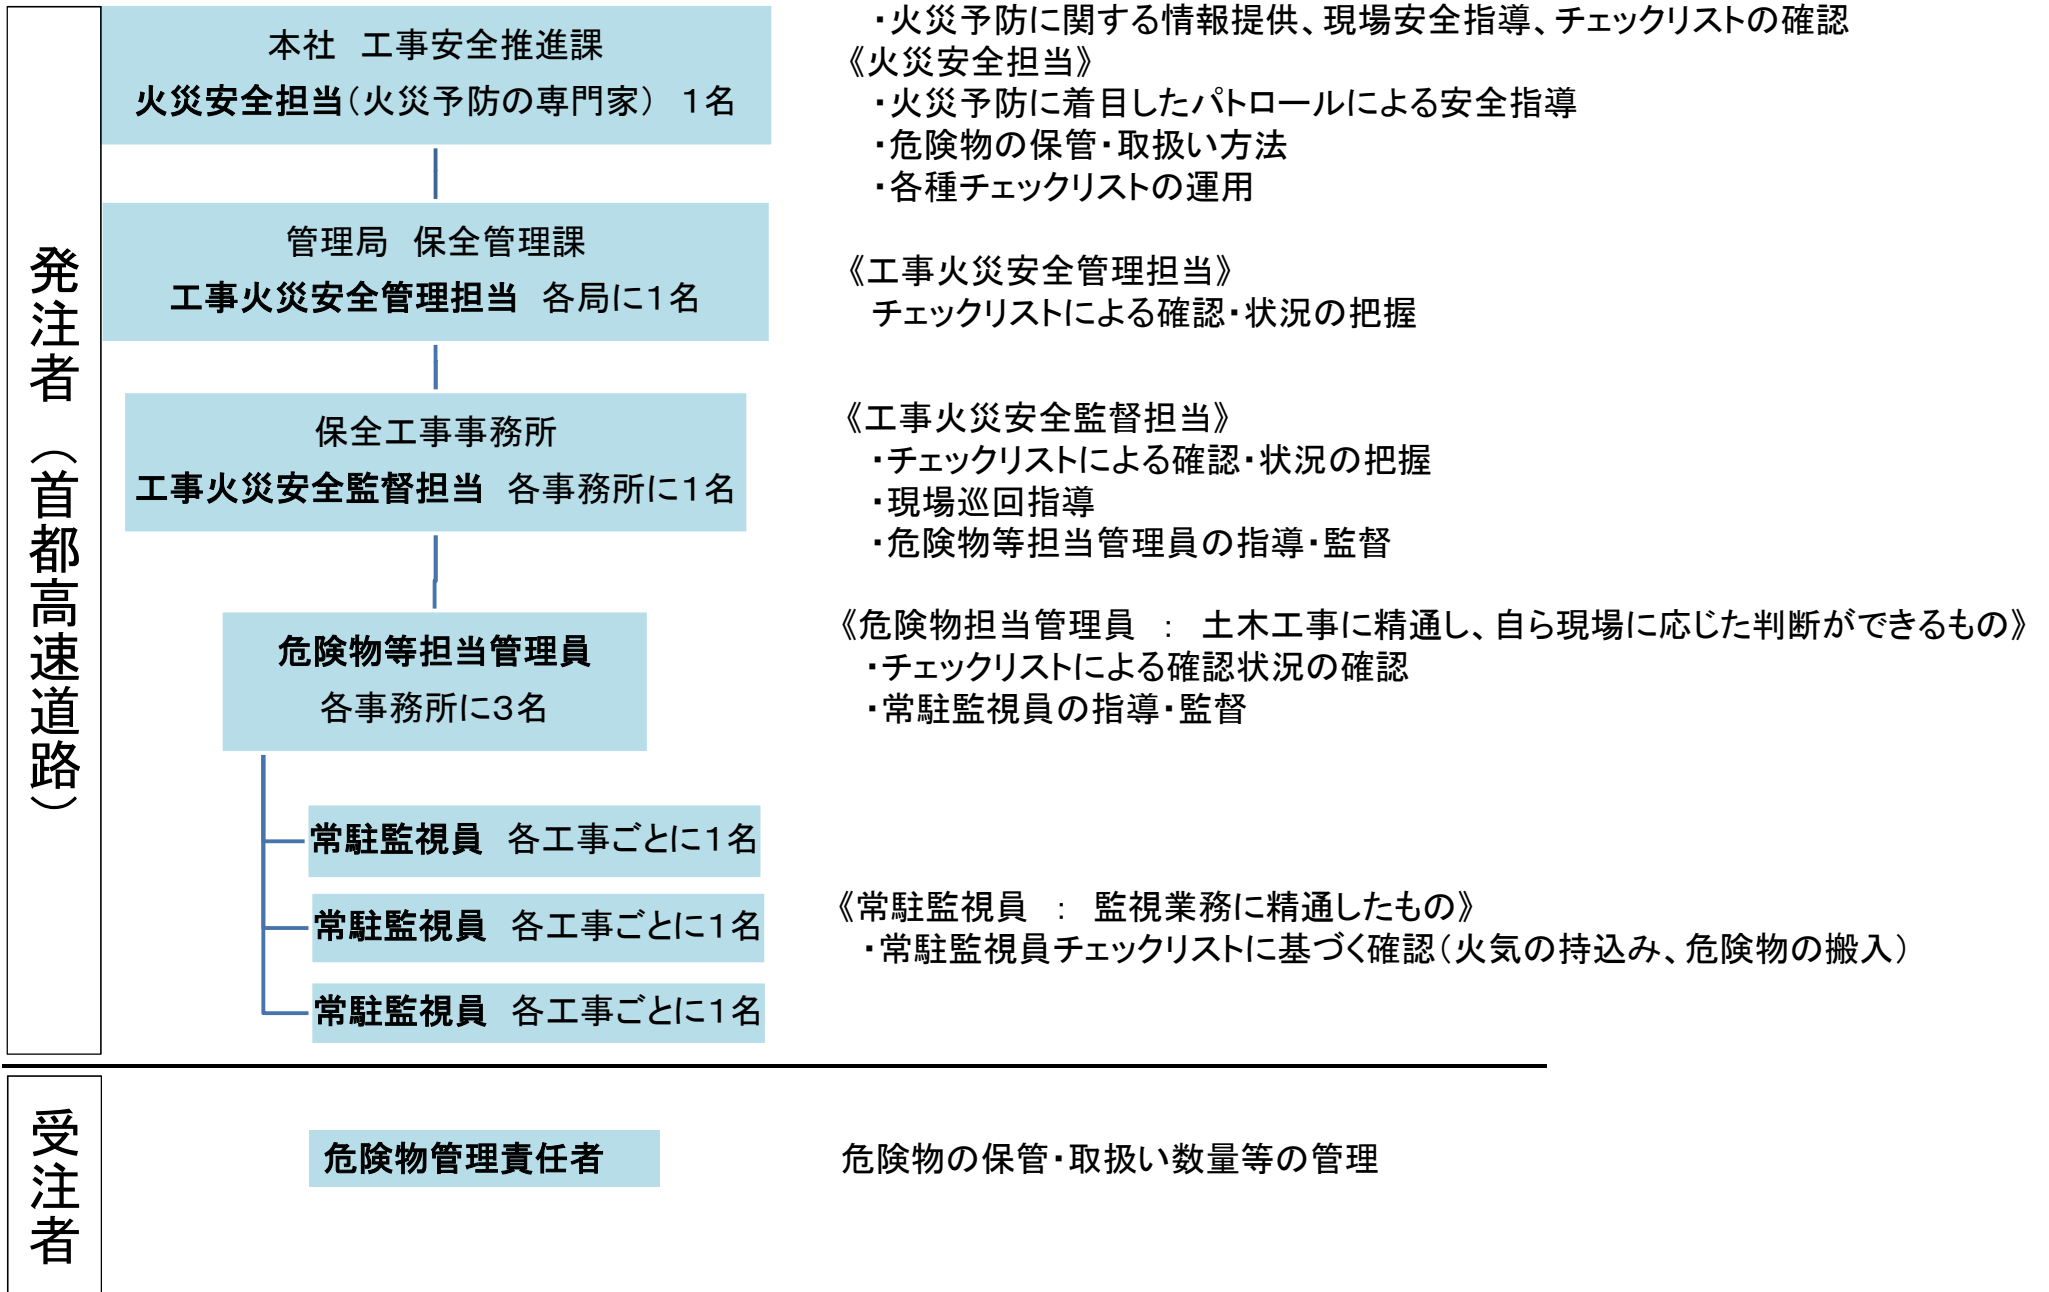 発注者（首都高速道路）
本社　工事安全推進課
火災安全担当（火災予防の専門家）　1名
・火災予防に関する情報提供、現場安全指導、チェックリストの確認
《火災安全担当》
・火災予防に着目したパトロールによる安全指導
・危険物の保管・取扱い方法
・各種チェックリストの運用
管理局　保全管理課
工事火災安全管理担当　各局に1名
《工事火災安全管理担当》
チェックリストによる確認・状況の把握
保全工事事務所
工事火災安全監督担当　各事務所に1名
《工事火災安全監督担当》
・チェックリストによる確認・状況の把握
・現場巡回指導
・危険物等担当管理員の指導・監督
危険物等担当管理員
各事務所に3名
《危険物担当管理員　：　土木工事に精通し、自ら現場に応じた判断ができるもの》
・チェックリストによる確認状況の確認
・常駐監視員の指導・監督
常駐監視員　各工事ごとに1名
常駐監視員　各工事ごとに1名
常駐監視員　各工事ごとに1名
《常駐監視員　：　監視業務に精通したもの》
・常駐監視員チェックリストに基づく確認（火気の持込み、危険物の搬入）
受注者
危険物管理責任者
危険物の保管・取扱い数量等の管理